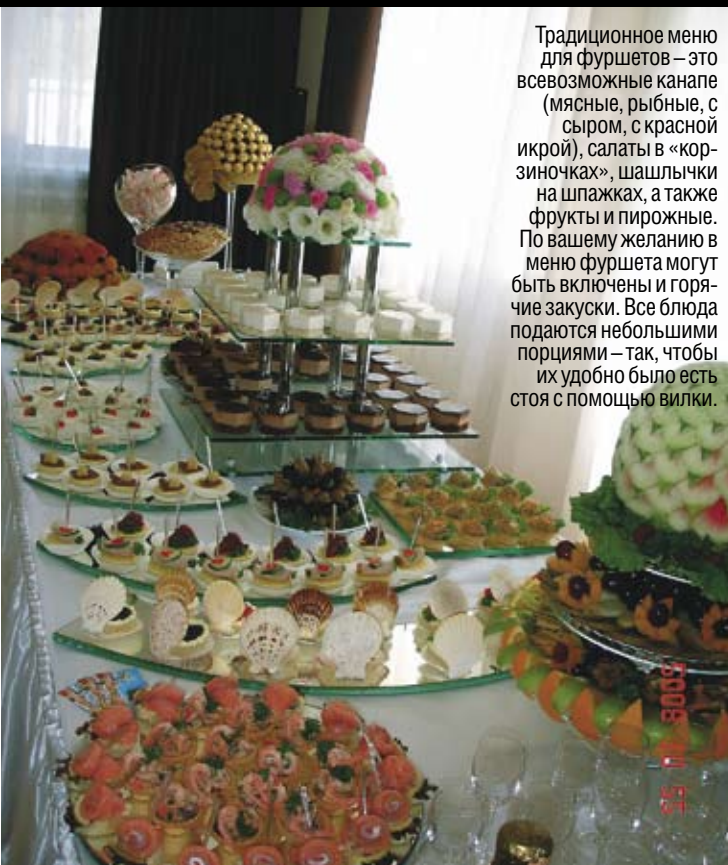 Традиционное меню
для фуршетов – это
всевозможные канапе
(мясные, рыбные, с
сыром, с красной
икрой), салаты в «кор-
зиночках», шашлычки
на шпажках, а также
фрукты и пирожные.
По вашему желанию в
меню фуршета могут
быть включены и горя-
чие закуски. Все блюда
подаются небольшими
порциями – так, чтобы
их удобно было есть
стоя с помощью вилки.